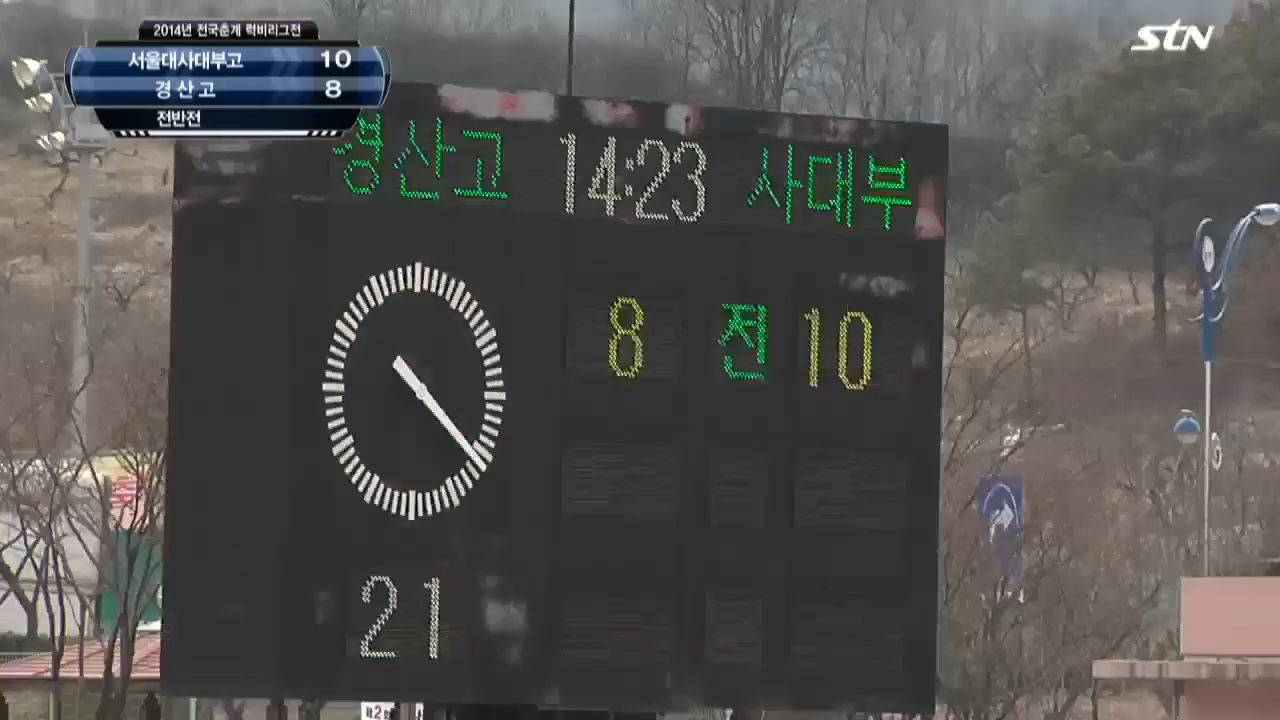 2014년 전국춘계 럭비리그전
서울대사대부고 10
경산고 8
전반전
STN
경산고 14:23 사대부
8 전 10
21
제2